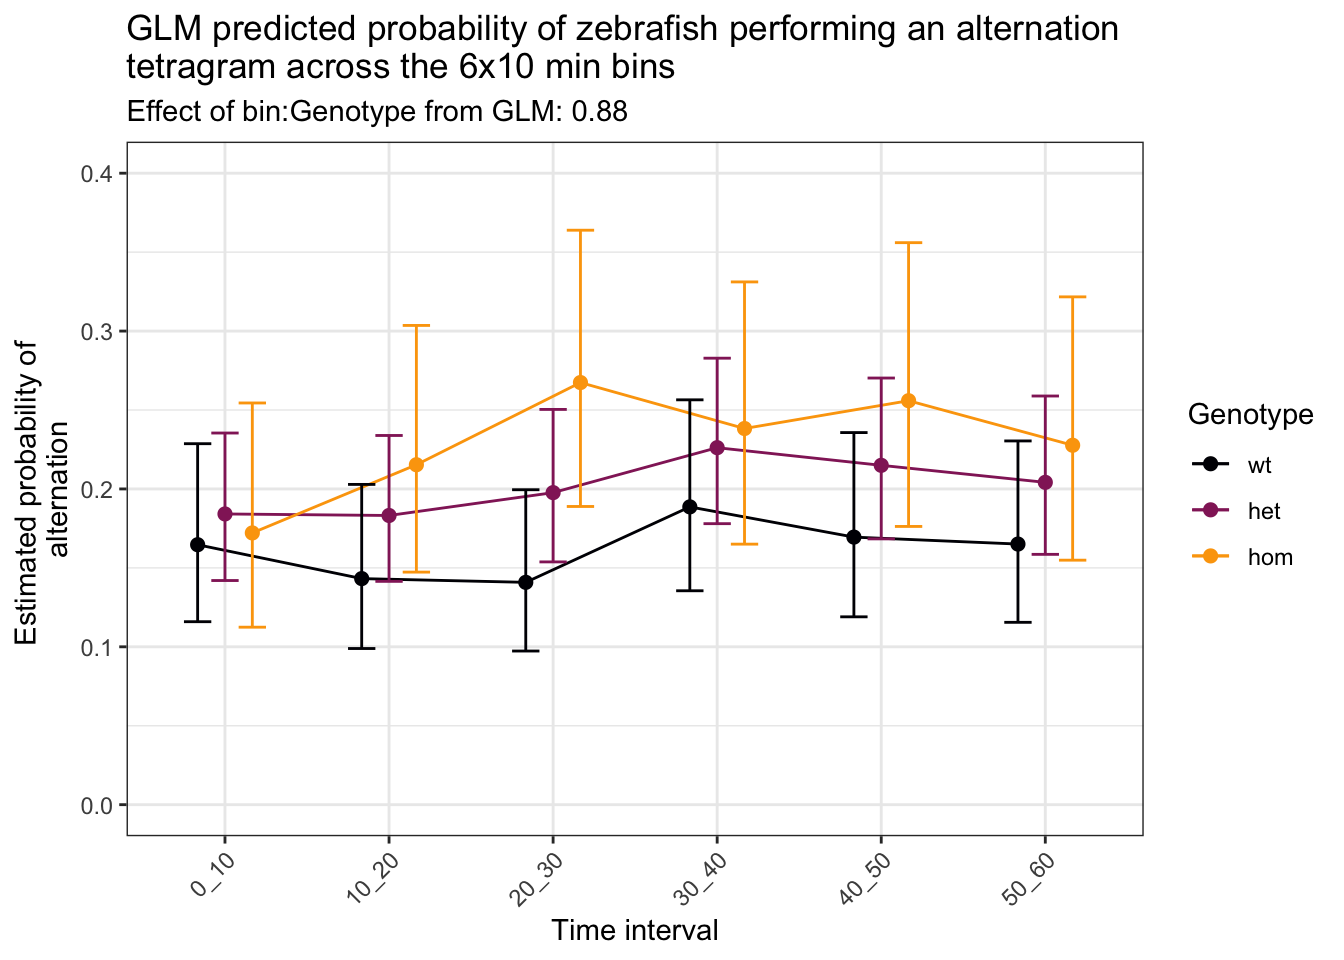 GLM predicted probability of zebrafish performing an alternation
tetragram across the 6x10 min bins
Effect of bin:Genotype from GLM: 0.88
Estimated probability of
alternation
0.4
0.3
0.2
0.1
0.0
0_10
10_20
20_30
30_40
40_50
50_60
Time interval
Genotype
wt
het
hom